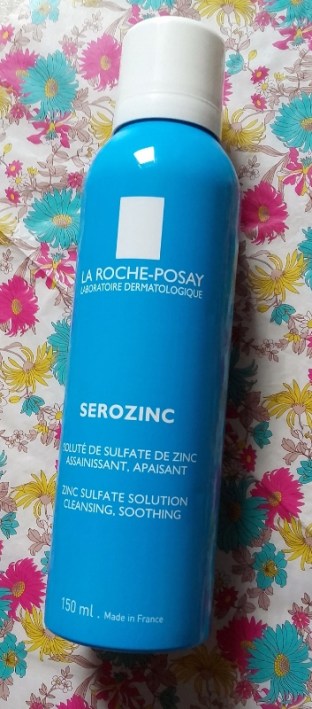 LA ROCHE-POSAY
LABORATOIRE DERMATOLOGIQUE
SEROZINC
SOLUTÉ DE SULFATE DE ZINC
ASSAINISSANT, APAISANT
ZINC SULFATE SOLUTION
CLEANSING, SOOTHING
150 ml . Made in France